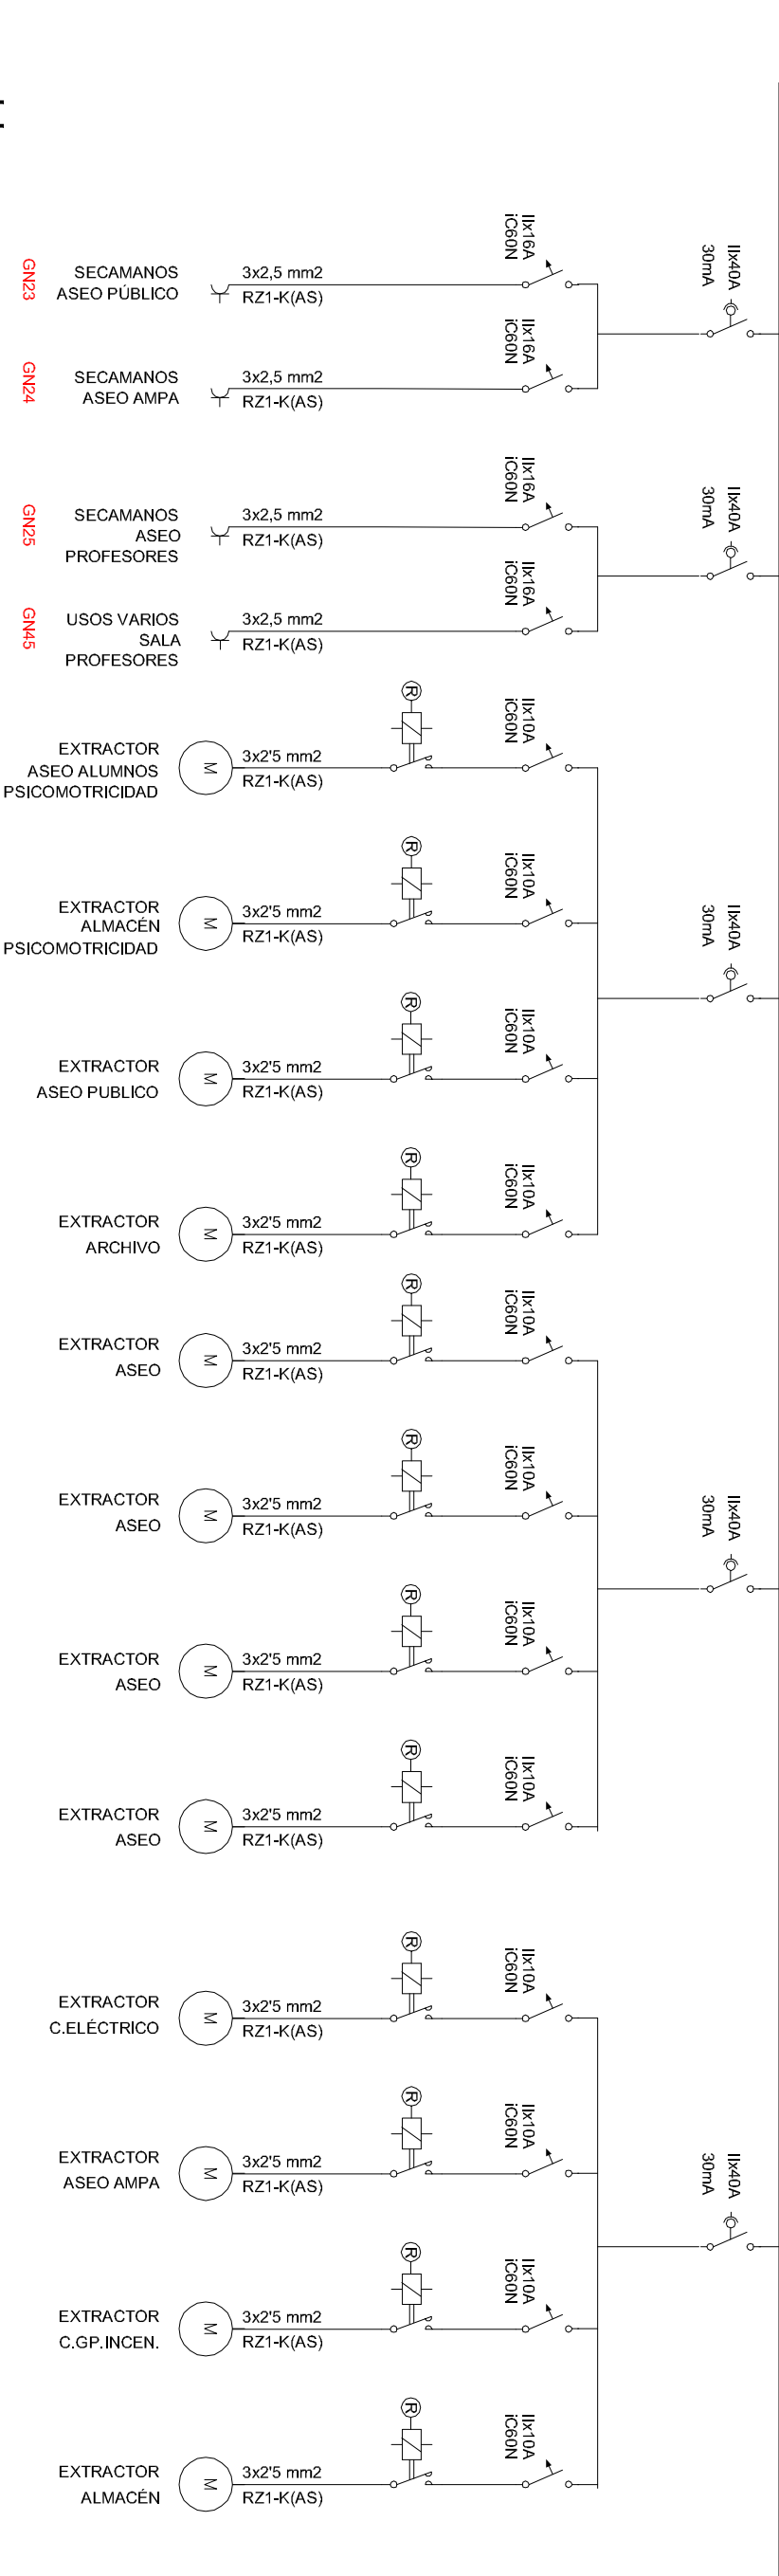 IIx40A
30mA
IIx16A
iC60N
GN23
SECAMANOS
ASEO PÚBLICO
3x2,5 mm2
RZ1-K(AS)
IIx16A
iC60N
GN24
SECAMANOS
ASEO AMPA
3x2,5 mm2
RZ1-K(AS)
IIx40A
30mA
IIx16A
iC60N
GN25
SECAMANOS
ASEO
PROFESORES
3x2,5 mm2
RZ1-K(AS)
IIx16A
iC60N
GN45
USOS VARIOS
SALA
PROFESORES
3x2,5 mm2
RZ1-K(AS)
R
IIx10A
iC60N
EXTRACTOR
ASEO ALUMNOS
PSICOMOTRICIDAD
M
3x2'5 mm2
RZ1-K(AS)
R
IIx10A
iC60N
IIx40A
30mA
EXTRACTOR
ALMACÉN
PSICOMOTRICIDAD
M
3x2'5 mm2
RZ1-K(AS)
R
IIx10A
iC60N
EXTRACTOR
ASEO PUBLICO
M
3x2'5 mm2
RZ1-K(AS)
R
IIx10A
iC60N
EXTRACTOR
ARCHIVO
M
3x2'5 mm2
RZ1-K(AS)
R
IIx10A
iC60N
EXTRACTOR
ASEO
M
3x2'5 mm2
RZ1-K(AS)
R
IIx10A
iC60N
IIx40A
30mA
EXTRACTOR
ASEO
M
3x2'5 mm2
RZ1-K(AS)
R
IIx10A
iC60N
EXTRACTOR
ASEO
M
3x2'5 mm2
RZ1-K(AS)
R
IIx10A
iC60N
EXTRACTOR
ASEO
M
3x2'5 mm2
RZ1-K(AS)
R
IIx10A
iC60N
EXTRACTOR
C.ELÉCTRICO
M
3x2'5 mm2
RZ1-K(AS)
R
IIx10A
iC60N
IIx40A
30mA
EXTRACTOR
ASEO AMPA
M
3x2'5 mm2
RZ1-K(AS)
R
IIx10A
iC60N
EXTRACTOR
C.GP.INCEN.
M
3x2'5 mm2
RZ1-K(AS)
R
IIx10A
iC60N
EXTRACTOR
ALMACÉN
M
3x2'5 mm2
RZ1-K(AS)